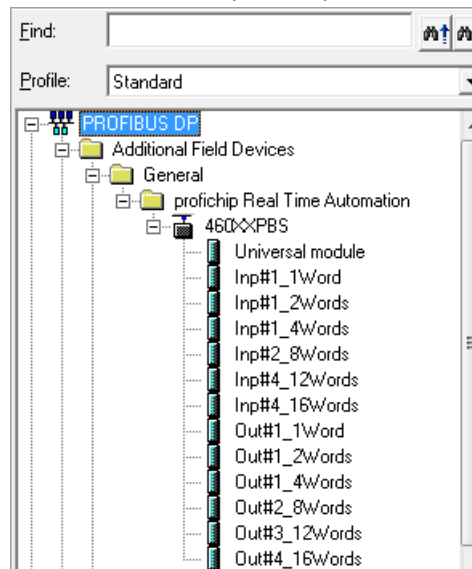 Find:
Profile: Standard
PROFIBUS DP
Additional Field Devices
General
profichip Real Time Automation
460XXPBS
Universal module
Inp#1_1Word
Inp#1_2Words
Inp#1_4Words
Inp#2_8Words
Inp#4_12Words
Inp#4_16Words
Out#1_1Word
Out#1_2Words
Out#1_4Words
Out#2_8Words
Out#3_12Words
Out#4_16Words